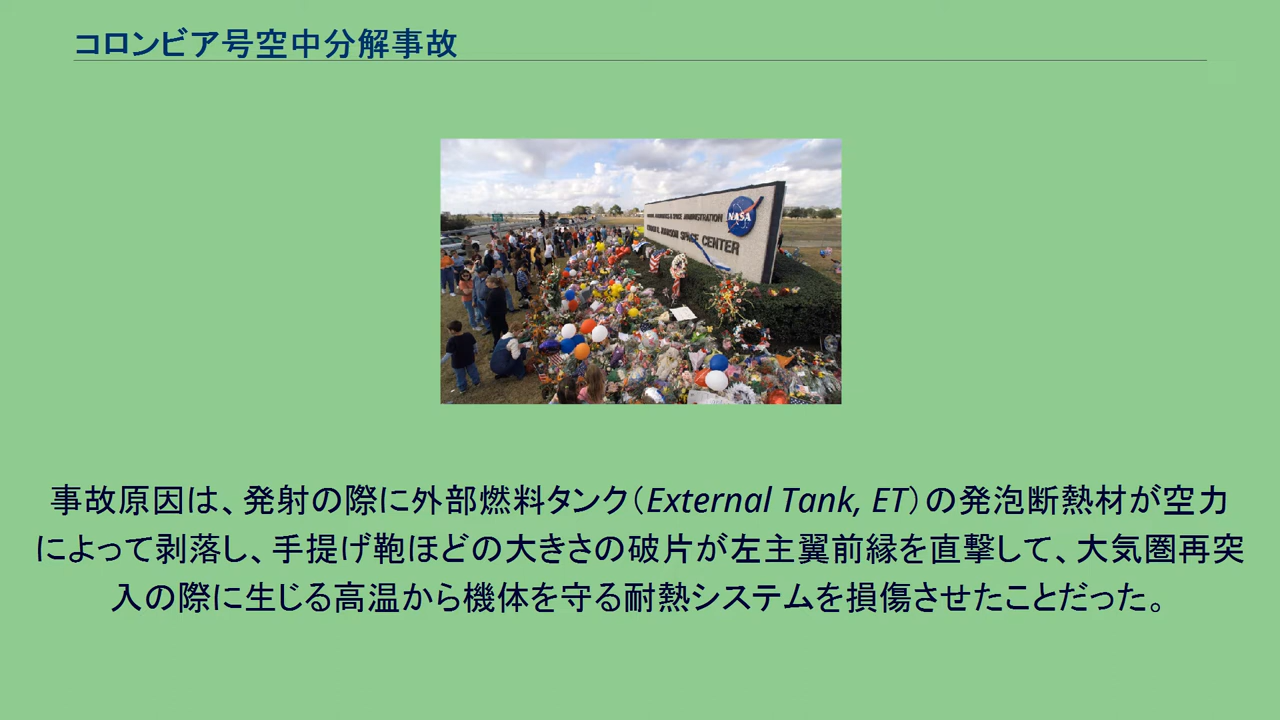 コロンビア号空中分解事故
NASA
SPACE ADMINISTRATION
SPACE CENTER
事故原因は、発射の際に外部燃料タンク（External Tank, ET）の発泡断熱材が空力
によって剥落し、手提げ鞄ほどの大きさの破片が左主翼前縁を直撃して、大気圏再突
入の際に生じる高温から機体を守る耐熱システムを損傷させたことだった。